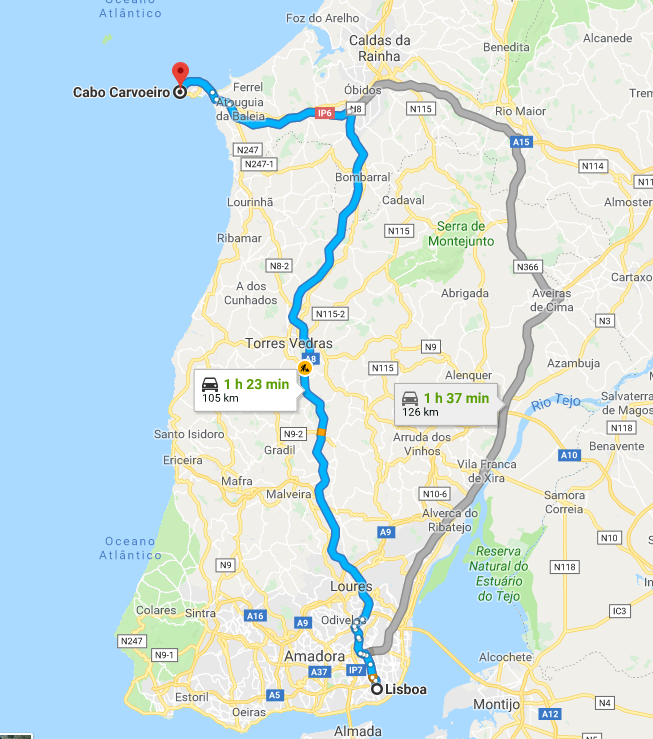 Oceano
Atlântico
Foz do Arelho
Caldas da
Rainha
Alcanede
Benedita
Cabo Carvoeiro
Ferrel
Atouguia
da Baleia
Óbidos
IP6
N8
N115
Rio Maior
A15
N247
N247-1
N114
N11
Bombarral
Lourinhã
Cadaval
Almoster
Ribamar
N115
Serra de
Montejunto
N8-2
N366
Cartaxo
A dos
Cunhados
Abrigada
Aveiras
de Cima
N115-2
N3
Torres Vedras
A8
N9
N115
Azambuja
1 h 23 min
105 km
Alenquer
1 h 37 min
126 km
Rio Tejo
Salvaterra
de Magos
N118
Santo Isidoro
N9-2
Arruda dos
Vinhos
Benavente
Gradil
A10
Ericeira
Vila Franca
de Xira
Mafra
Malveira
N10-6
Samora
Correia
Alverca do
Ribatejo
Oceano
Atlântico
A9
N10
Reserva
Natural do
Estuário
do Tejo
N9
N118
Loures
Colares
Sintra
A16
A9
Odivelas
IC3
N247
N9-1
Amadora
Alcochete
A37
IP7
Lisboa
Estoril
A5
Oeiras
Montijo
N4
A12
Almada
N5